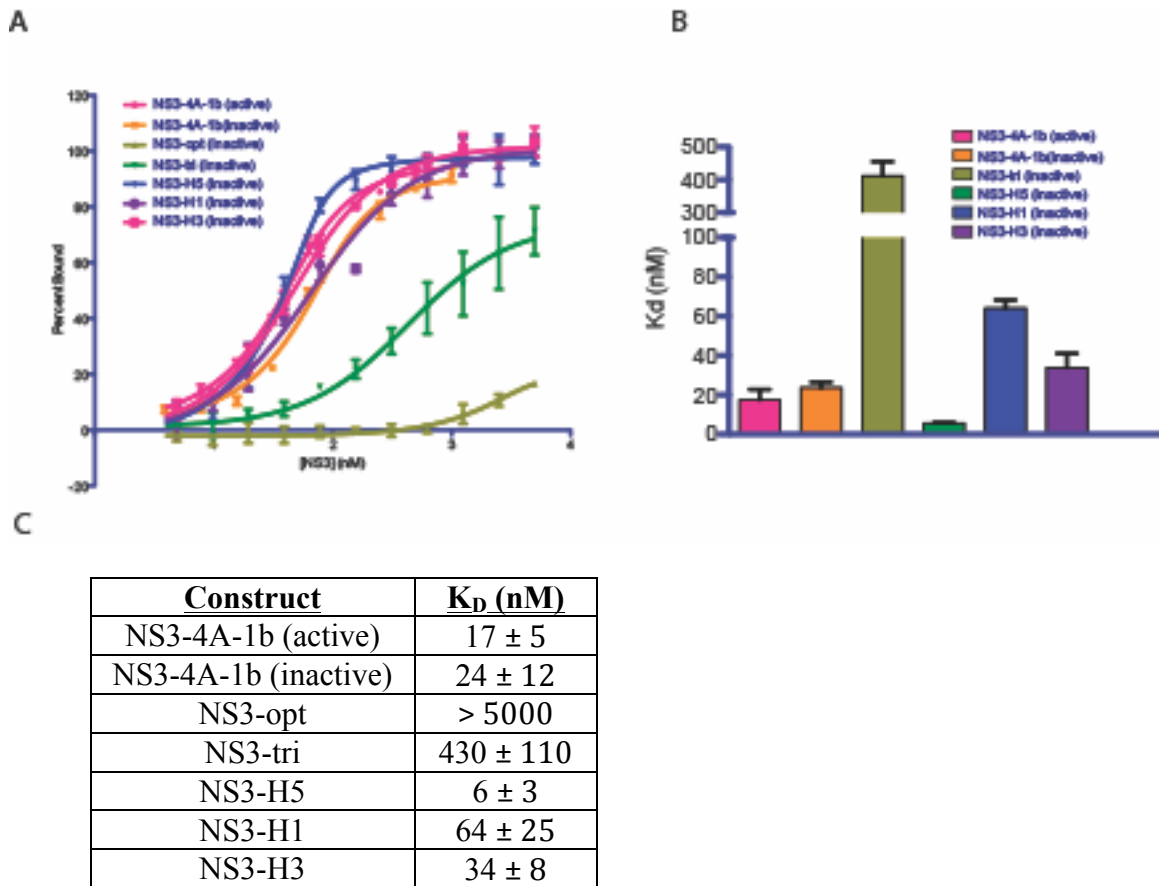 A
B
120
100
80
60
40
20
0
-20
Percent Bound
NS3-4A-1b (active)
NS3-4A-1b(inactive)
NS3-opt (inactive)
NS3-tri (inactive)
NS3-H5 (inactive)
NS3-H1 (inactive)
NS3-H3 (inactive)
1
2
3
4
[NS3] (nM)
500
400
300
100
80
60
40
20
0
Kd (nM)
NS3-4A-1b (active)
NS3-4A-1b(inactive)
NS3-tri (inactive)
NS3-H5 (inactive)
NS3-H1 (inactive)
NS3-H3 (inactive)
C
Construct K_D (nM)
NS3-4A-1b (active) 17 ± 5
NS3-4A-1b (inactive) 24 ± 12
NS3-opt > 5000
NS3-tri 430 ± 110
NS3-H5 6 ± 3
NS3-H1 64 ± 25
NS3-H3 34 ± 8